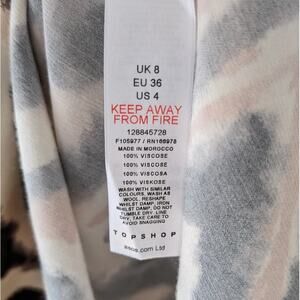 UK 8
EU 36
US 4
KEEP AWAY
FROM FIRE
128845728
F105977 / RN166978
MADE IN MOROCCO
100% VISCOSE
100% VISCOSE
100% VISCOSA
100% VISKOSE
WASH WITH SIMILAR
COLOURS. WASH AS
WOOL. RESHAPE
WHILST DAMP. IRON
WHILST DAMP. DO NOT
TUMBLE DRY. LINE
DRY. TAKE CARE TO
AVOID SNAGGING
TOPSHOP
asos.com Ltd